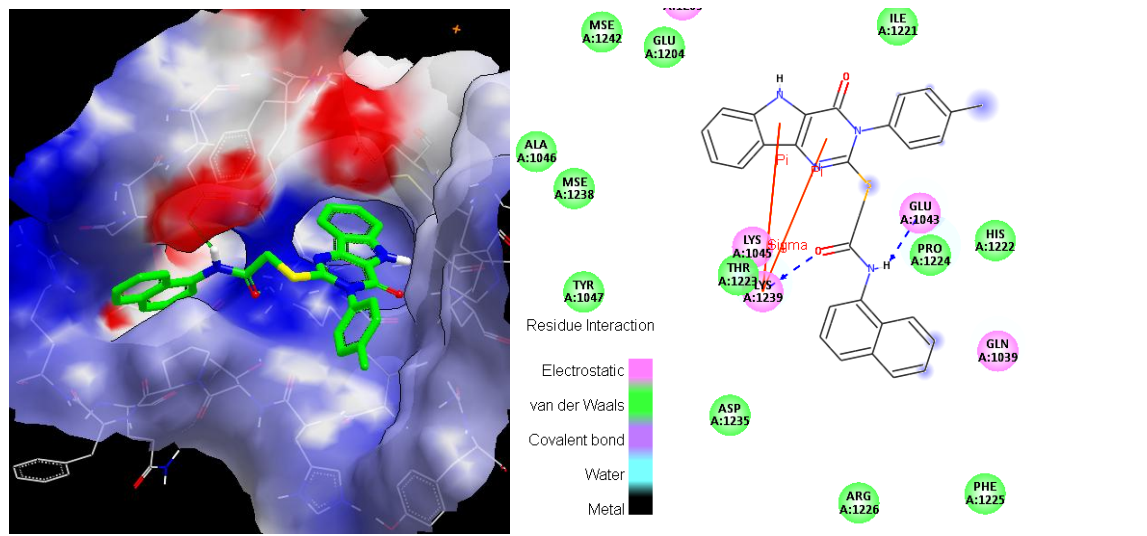 MSE
A:1242
GLU
A:1204
ILE
A:1221
H
N
O
N
N
S
ALA
A:1046
MSE
A:1238
Pi
Pi
GLU
A:1043
LYS
A:1045
Sigma
O
PRO
A:1224
HIS
A:1222
THR
A:1223
LYS
A:1239
N
H
TYR
A:1047
GLN
A:1039
ASP
A:1235
ARG
A:1226
PHE
A:1225
Residue Interaction
Electrostatic
van der Waals
Covalent bond
Water
Metal